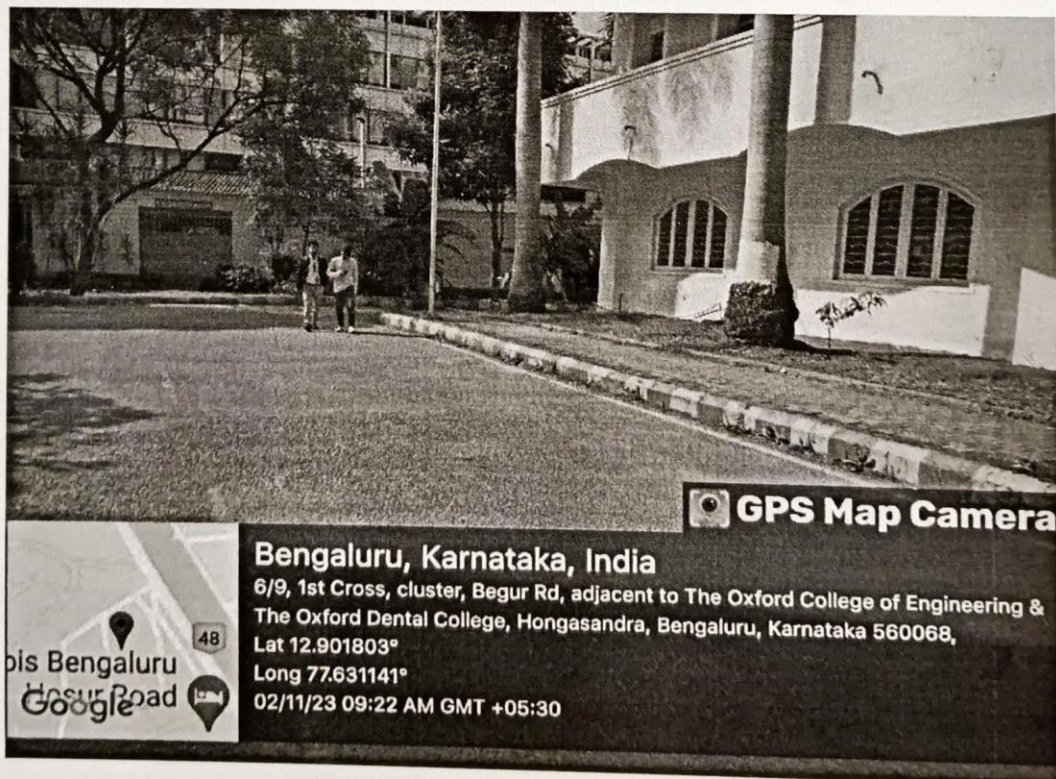 GPS Map Camera
Bengaluru, Karnataka, India
6/9, 1st Cross, cluster, Begur Rd, adjacent to The Oxford College of Engineering &
The Oxford Dental College, Hongasandra, Bengaluru, Karnataka 560068,
Lat 12.901803°
Long 77.631141°
02/11/23 09:22 AM GMT +05:30
48
bis Bengaluru
Hosur Road
Google